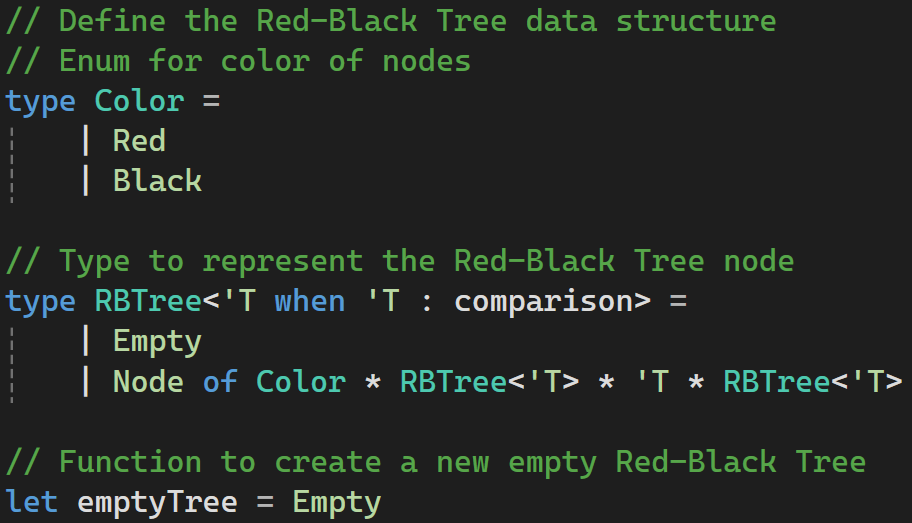 // Define the Red-Black Tree data structure
// Enum for color of nodes
type Color =
    | Red
    | Black
// Type to represent the Red-Black Tree node
type RBTree<'T when 'T : comparison> =
    | Empty
    | Node of Color * RBTree<'T> * 'T * RBTree<'T>
// Function to create a new empty Red-Black Tree
let emptyTree = Empty